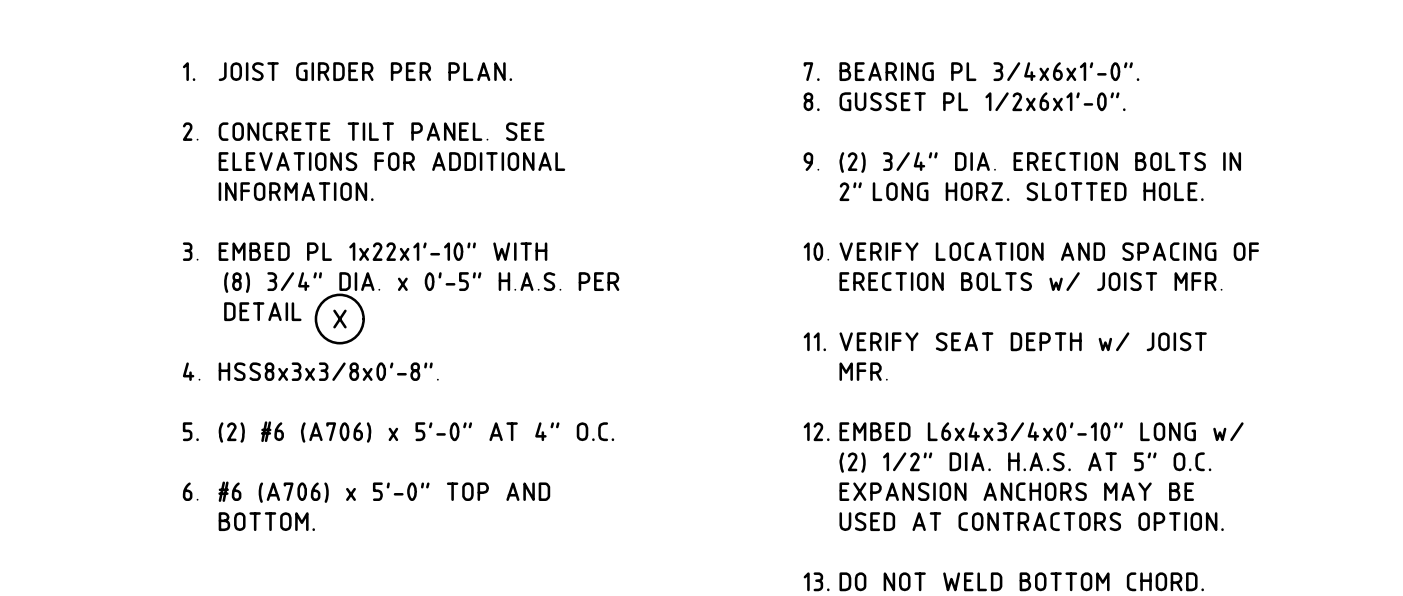 1. JOIST GIRDER PER PLAN.
2. CONCRETE TILT PANEL. SEE
ELEVATIONS FOR ADDITIONAL
INFORMATION.
3. EMBED PL 1x22x1'-10" WITH
(8) 3/4" DIA. x 0'-5" H.A.S. PER
DETAIL X
4. HSS8x3x3/8x0'-8".
5. (2) #6 (A706) x 5'-0" AT 4" O.C.
6. #6 (A706) x 5'-0" TOP AND
BOTTOM.
7. BEARING PL 3/4x6x1'-0".
8. GUSSET PL 1/2x6x1'-0".
9. (2) 3/4" DIA. ERECTION BOLTS IN
2" LONG HORZ. SLOTTED HOLE.
10. VERIFY LOCATION AND SPACING OF
ERECTION BOLTS w/ JOIST MFR.
11. VERIFY SEAT DEPTH w/ JOIST
MFR.
12. EMBED L6x4x3/4x0'-10" LONG w/
(2) 1/2" DIA. H.A.S. AT 5" O.C.
EXPANSION ANCHORS MAY BE
USED AT CONTRACTORS OPTION.
13. DO NOT WELD BOTTOM CHORD.